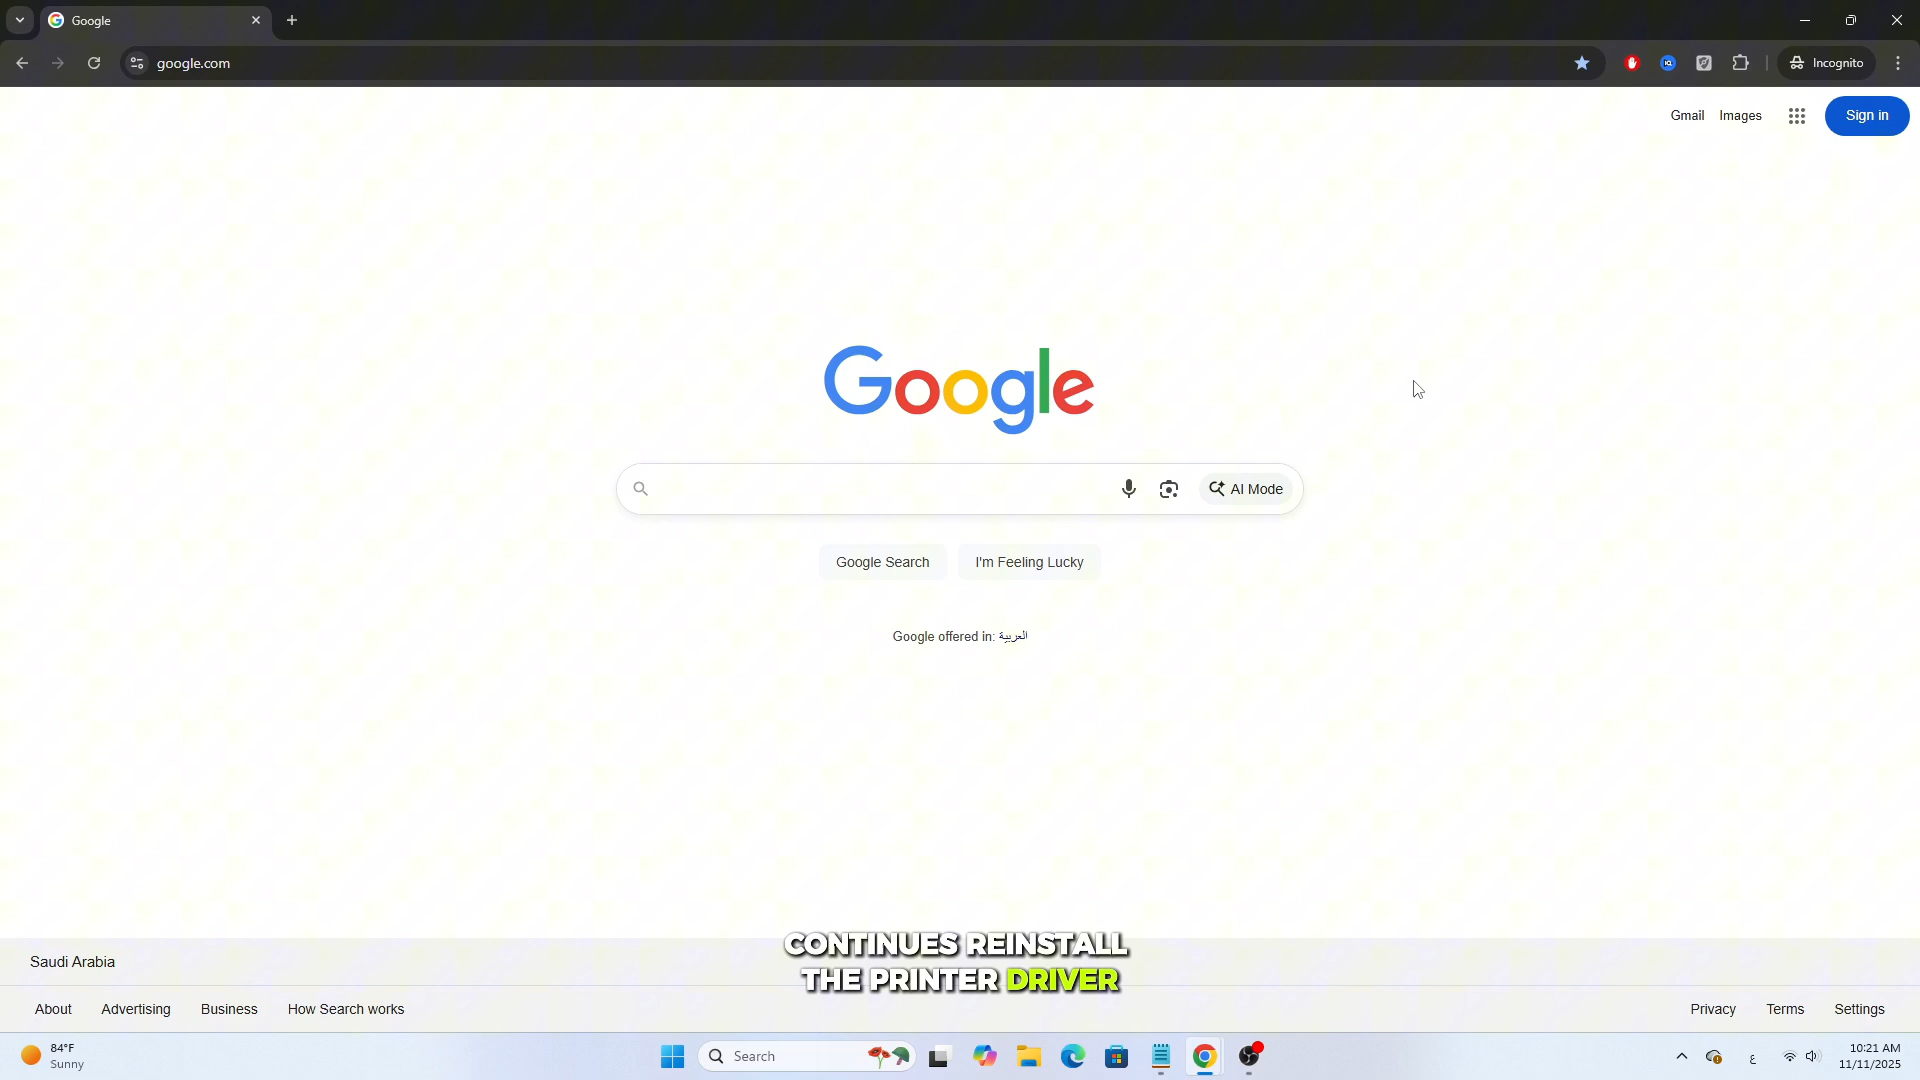 Google
google.com
Incognito
Gmail Images Sign in
Google
AI Mode
Google Search I'm Feeling Lucky
Google offered in: العربية
CONTINUES REINSTALL
THE PRINTER DRIVER
Saudi Arabia
About Advertising Business How Search works Privacy Terms Settings
84°F
Sunny
Search
ع
10:21 AM
11/11/2025